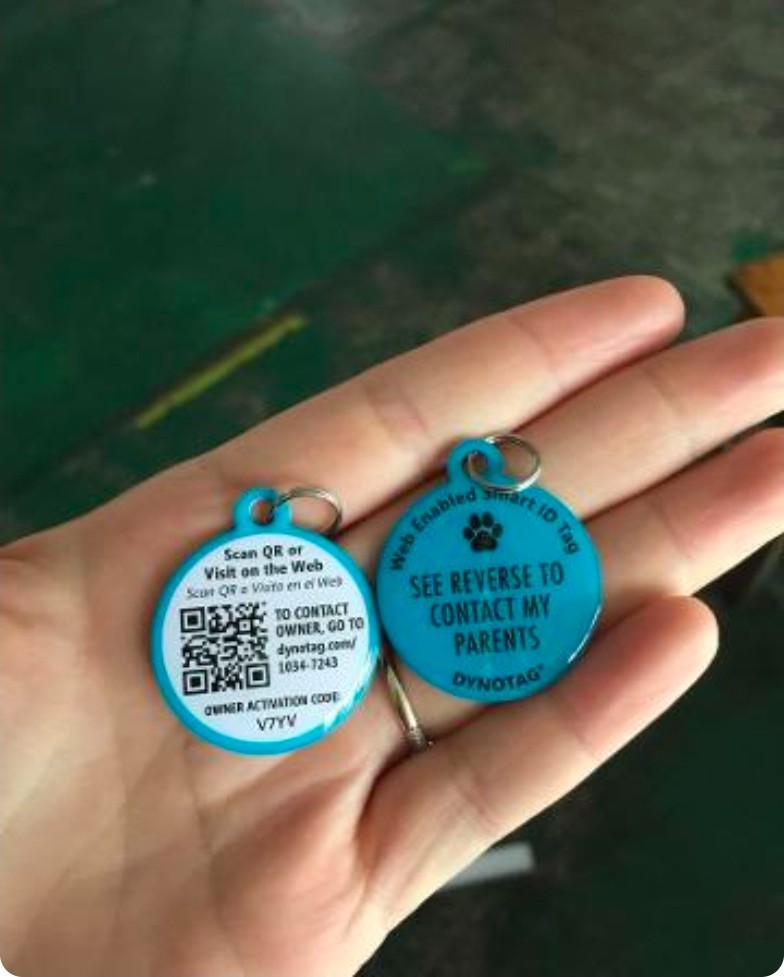 Scan QR or
Visit on the Web
Scan QR o Visita en el Web
TO CONTACT
OWNER, GO TO
dynotag.com/
1034-7243
OWNER ACTIVATION CODE:
V7YV
Web Enabled Smart ID Tag
SEE REVERSE TO
CONTACT MY
PARENTS
DYNOTAG®